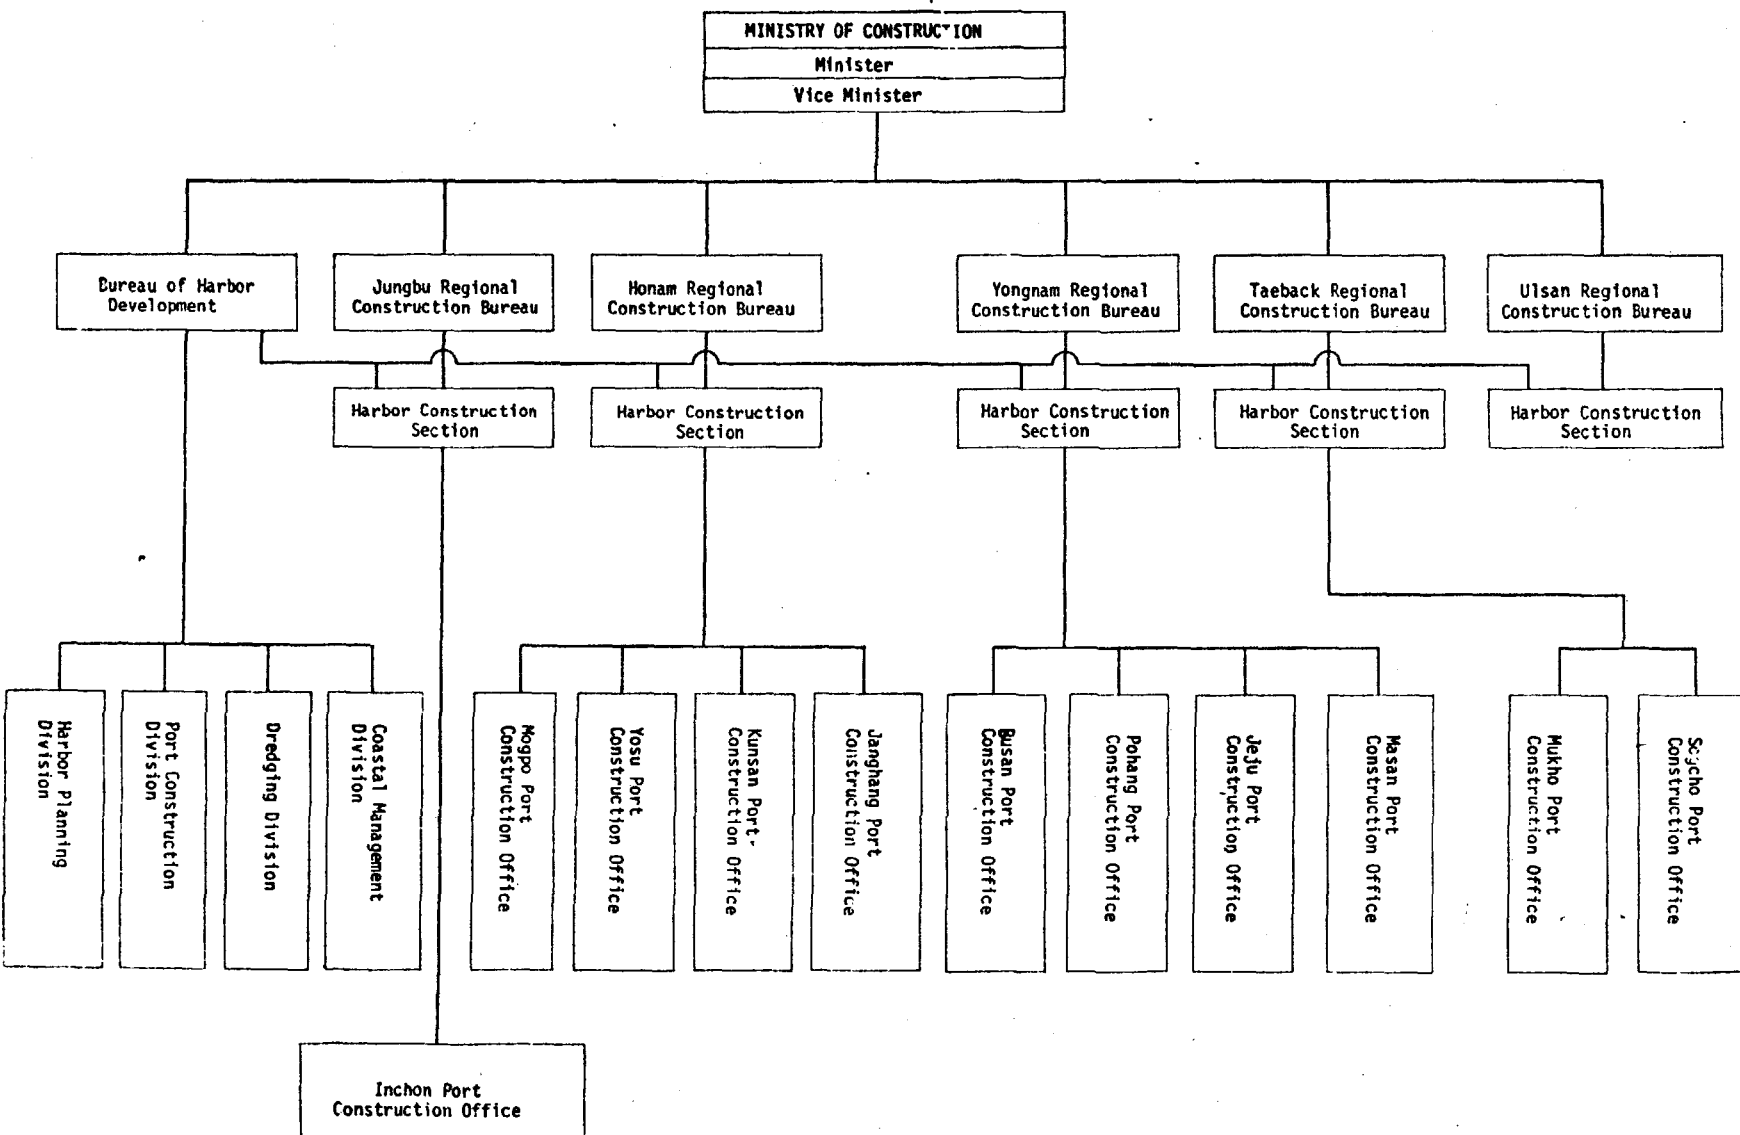 MINISTRY OF CONSTRUCTION
Minister
Vice Minister
Bureau of Harbor
Development
Jungbu Regional
Construction Bureau
Honam Regional
Construction Bureau
Yongnam Regional
Construction Bureau
Taeback Regional
Construction Bureau
Ulsan Regional
Construction Bureau
Harbor Construction
Section
Harbor Construction
Section
Harbor Construction
Section
Harbor Construction
Section
Harbor Construction
Section
Harbor Planning
Division
Port Construction
Division
Dredging Division
Coastal Management
Division
Mogpo Port
Construction Office
Yosu Port
Construction Office
Kunsan Port
Construction Office
Janghang Port
Construction Office
Busan Port
Construction Office
Pohang Port
Construction Office
Jeju Port
Construction Office
Masan Port
Construction Office
Mukho Port
Construction Office
Port
Construction Office
Inchon Port
Construction Office